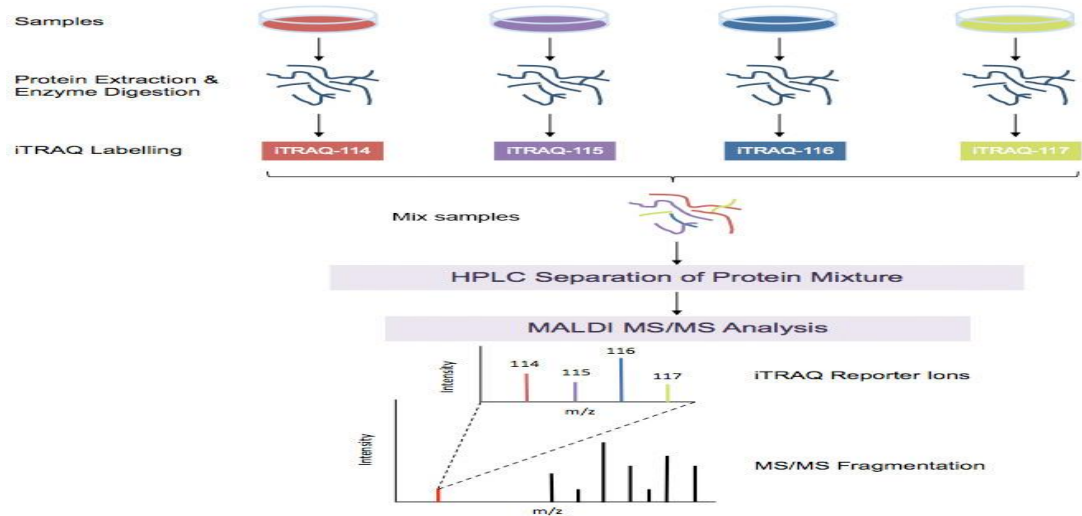 Samples
Protein Extraction &
Enzyme Digestion
iTRAQ Labelling
iTRAQ-114
iTRAQ-115
iTRAQ-116
iTRAQ-117
Mix samples
HPLC Separation of Protein Mixture
MALDI MS/MS Analysis
Intensity
114
115
116
117
m/z
iTRAQ Reporter Ions
Intensity
m/z
MS/MS Fragmentation